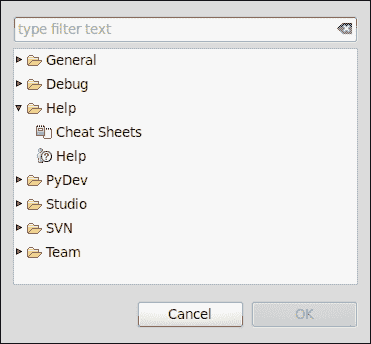 type filter text
General
Debug
Help
Cheat Sheets
Help
PyDev
Studio
SVN
Team
Cancel OK